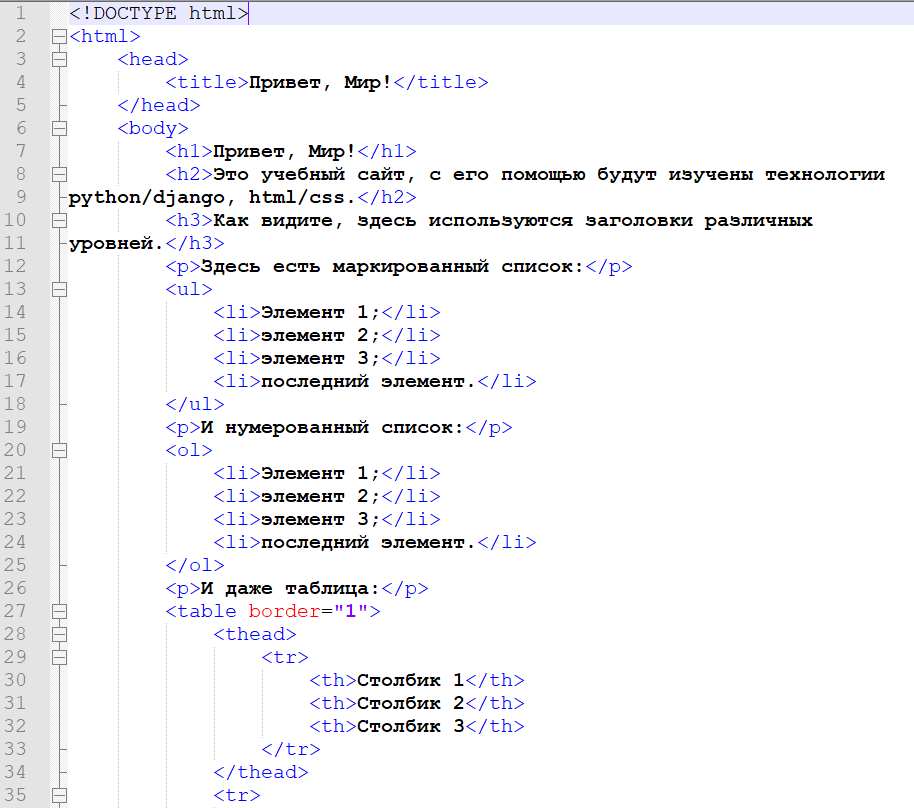 1 <!DOCTYPE html>
2 <html>
3 <head>
4 <title>Привет, Мир!</title>
5 </head>
6 <body>
7 <h1>Привет, Мир!</h1>
8 <h2>Это учебный сайт, с его помощью будут изучены технологии
9 python/django, html/css.</h2>
10 <h3>Как видите, здесь используются заголовки различных
11 уровней.</h3>
12 <p>Здесь есть маркированный список:</p>
13 <ul>
14 <li>Элемент 1;</li>
15 <li>элемент 2;</li>
16 <li>элемент 3;</li>
17 <li>последний элемент.</li>
18 </ul>
19 <p>И нумерованный список:</p>
20 <ol>
21 <li>Элемент 1;</li>
22 <li>элемент 2;</li>
23 <li>элемент 3;</li>
24 <li>последний элемент.</li>
25 </ol>
26 <p>И даже таблица:</p>
27 <table border="1">
28 <thead>
29 <tr>
30 <th>Столбик 1</th>
31 <th>Столбик 2</th>
32 <th>Столбик 3</th>
33 </tr>
34 </thead>
35 <tr>